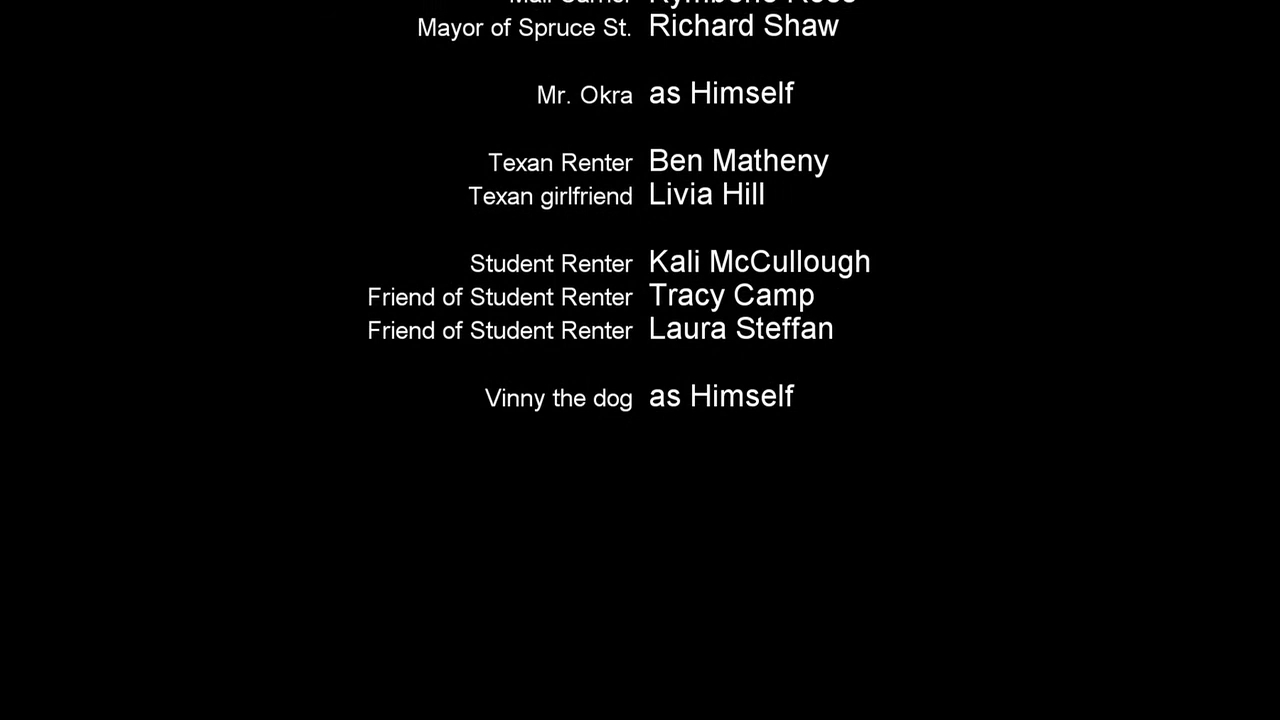 Mayor of Spruce St. Richard Shaw
Mr. Okra as Himself
Texan Renter Ben Matheny
Texan girlfriend Livia Hill
Student Renter Kali McCullough
Friend of Student Renter Tracy Camp
Friend of Student Renter Laura Steffan
Vinny the dog as Himself